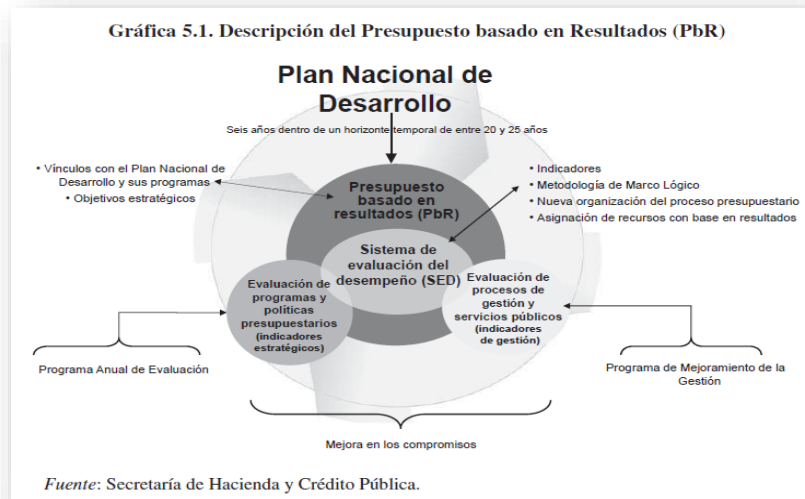 Gráfica 5.1. Descripción del Presupuesto basado en Resultados (PbR)
Plan Nacional de
Desarrollo
Seis años dentro de un horizonte temporal de entre 20 y 25 años
• Vínculos con el Plan Nacional de
Desarrollo y sus programas
• Objetivos estratégicos
• Indicadores
• Metodología de Marco Lógico
• Nueva organización del proceso presupuestario
• Asignación de recursos con base en resultados
Presupuesto
basado en
resultados (PbR)
Sistema de
evaluación del
desempeño (SED)
Evaluación de
programas y
políticas
presupuestarios
(indicadores
estratégicos)
Evaluación de
procesos de
gestión y
servicios públicos
(indicadores
de gestión)
Programa Anual de Evaluación
Programa de Mejoramiento de la
Gestión
Mejora en los compromisos
Fuente: Secretaría de Hacienda y Crédito Pública.